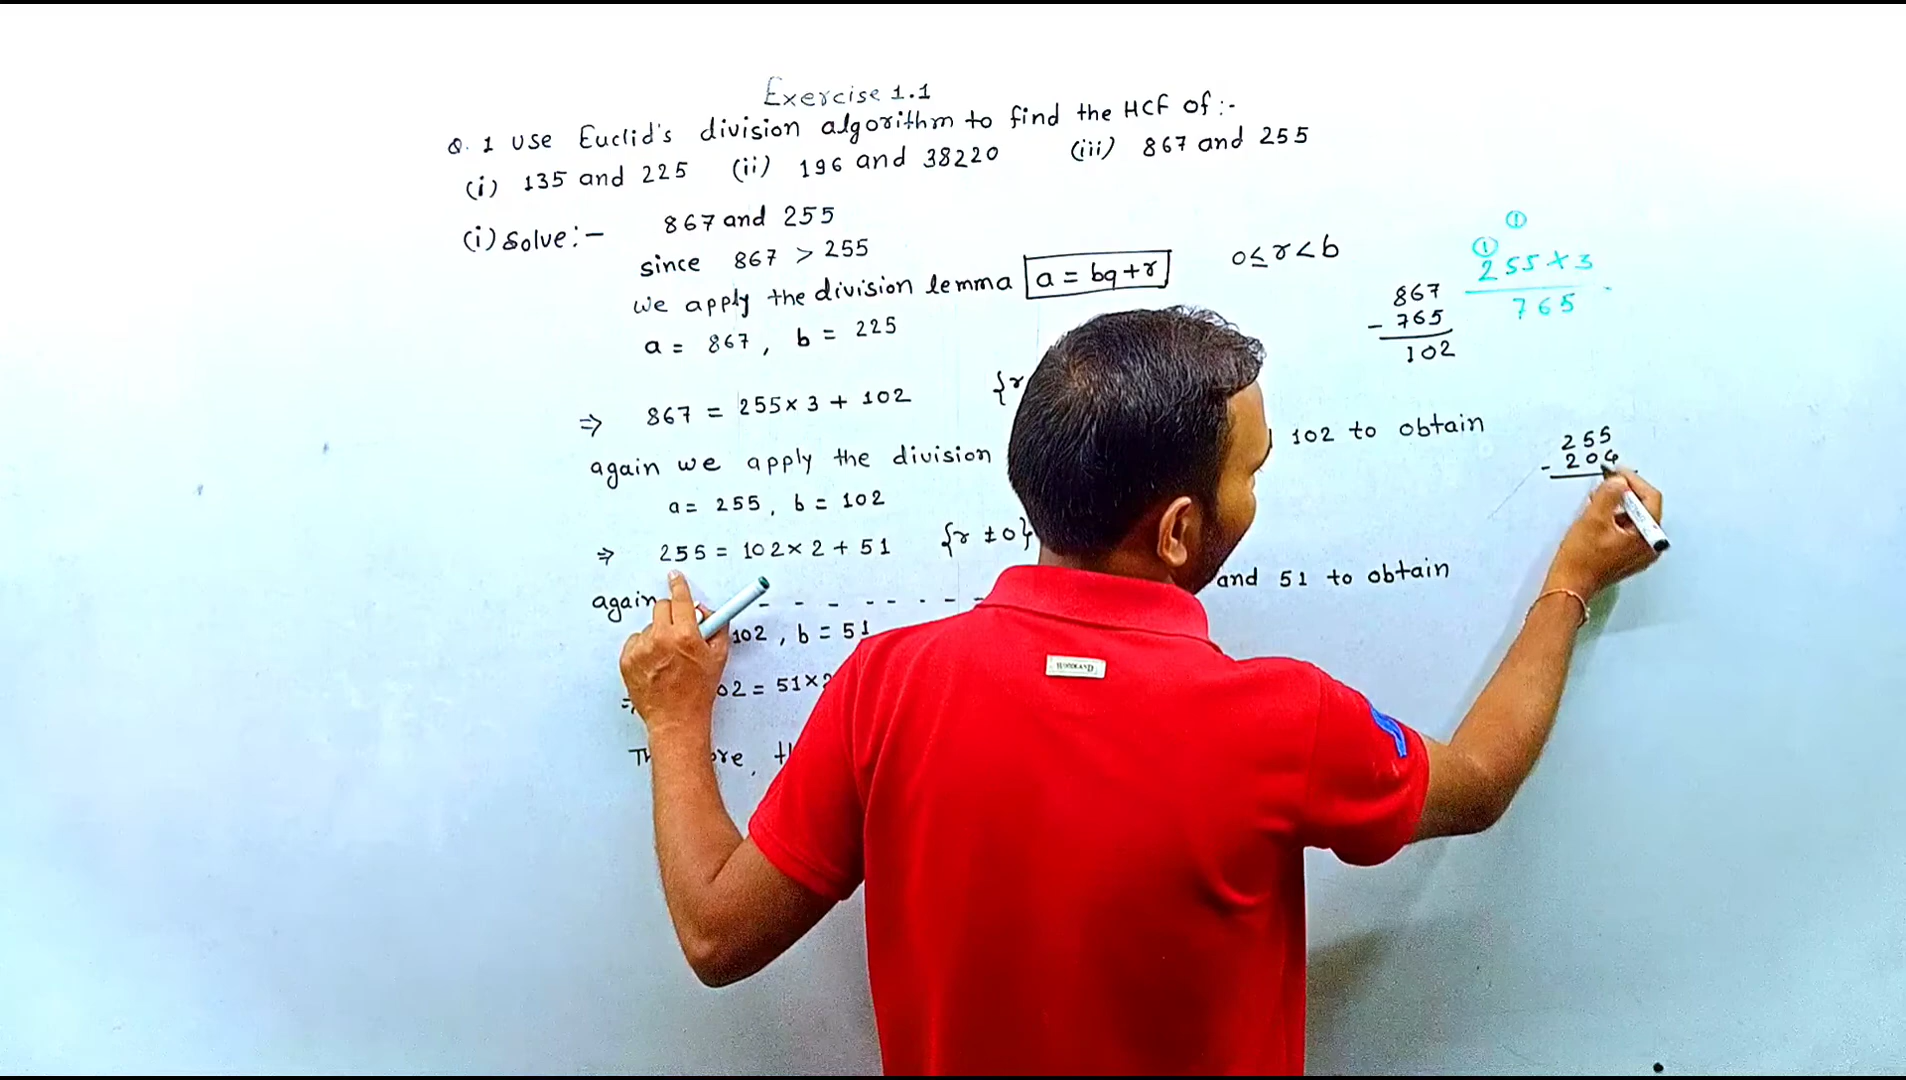 Exercise 1.1
Q. 1 Use Euclid's division algorithm to find the HCF of :-
(i) 135 and 225 (ii) 196 and 38220 (iii) 867 and 255
(i) Solve :- 867 and 255
since 867 > 255
we apply the division lemma a = bq + r 0 ≤ r < b
a = 867, b = 225
⇒ 867 = 255 × 3 + 102 {r
again we apply the division 102 to obtain
a = 255, b = 102
⇒ 255 = 102 × 2 + 51 {r ± 0}
again - - - - - - - and 51 to obtain
102, b = 51
02 = 51 ×
① 
① 
255 × 3
765
867
- 765
102
255
- 204
WOODLAND